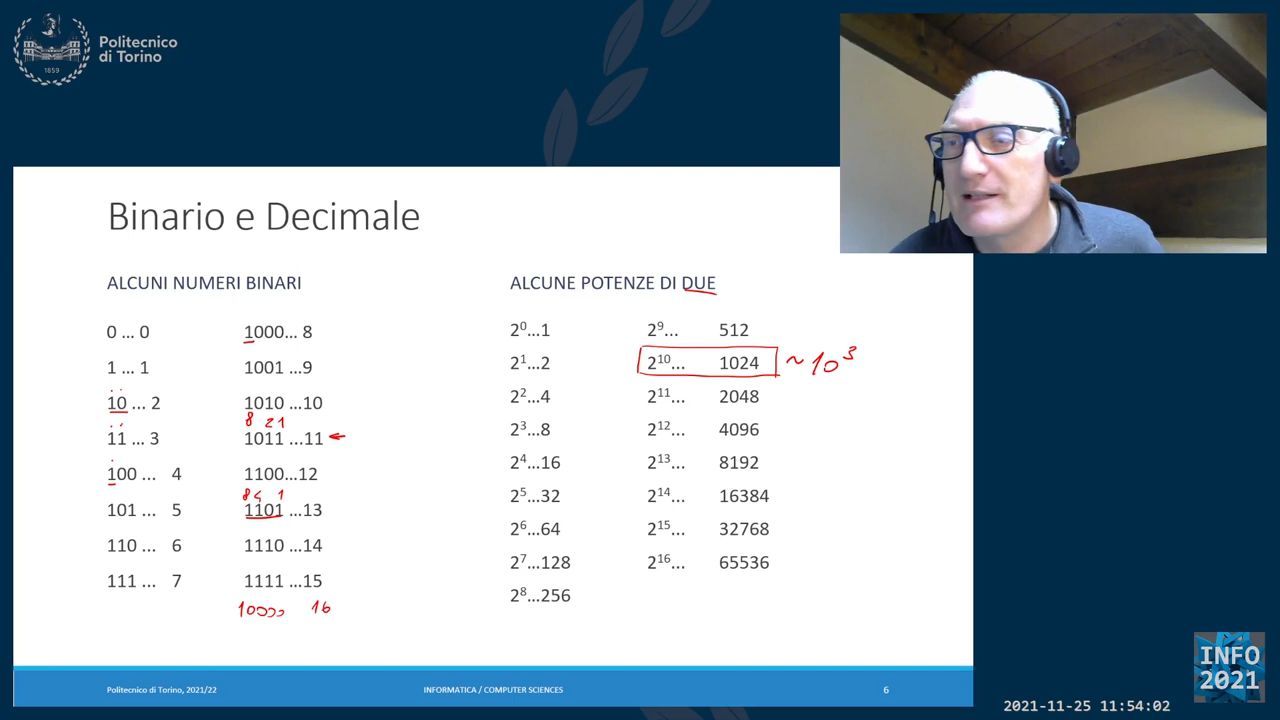 Politecnico
di Torino
1859
Binario e Decimale
ALCUNI NUMERI BINARI
0 ... 0
1 ... 1
10 ... 2
11 ... 3
100 ... 4
101 ... 5
110 ... 6
111 ... 7
1000... 8
1001 ...9
1010 ...10
8 21
1011 ...11
1100...12
84 1
1101 ...13
1110 ...14
1111 ...15
10000 16
ALCUNE POTENZE DI DUE
2⁰...1
2¹...2
2²...4
2³...8
2⁴...16
2⁵...32
2⁶...64
2⁷...128
2⁸...256
2⁹... 512
2¹⁰... 1024 ~ 10³
2¹¹... 2048
2¹²... 4096
2¹³... 8192
2¹⁴... 16384
2¹⁵... 32768
2¹⁶... 65536
Politecnico di Torino, 2021/22
INFORMATICA / COMPUTER SCIENCES
6
INFO
2021
2021-11-25 11:54:02